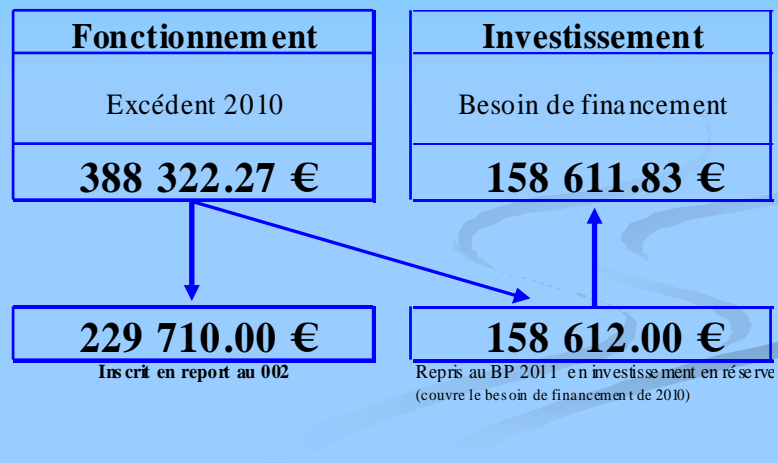 Fonctionnement
Excédent 2010
388 322.27 €
Investissement
Besoin de financement
158 611.83 €
229 710.00 €
Inscrit en report au 002
158 612.00 €
Repris au BP 2011 en investissement en réserve
(couvre le besoin de financement de 2010)